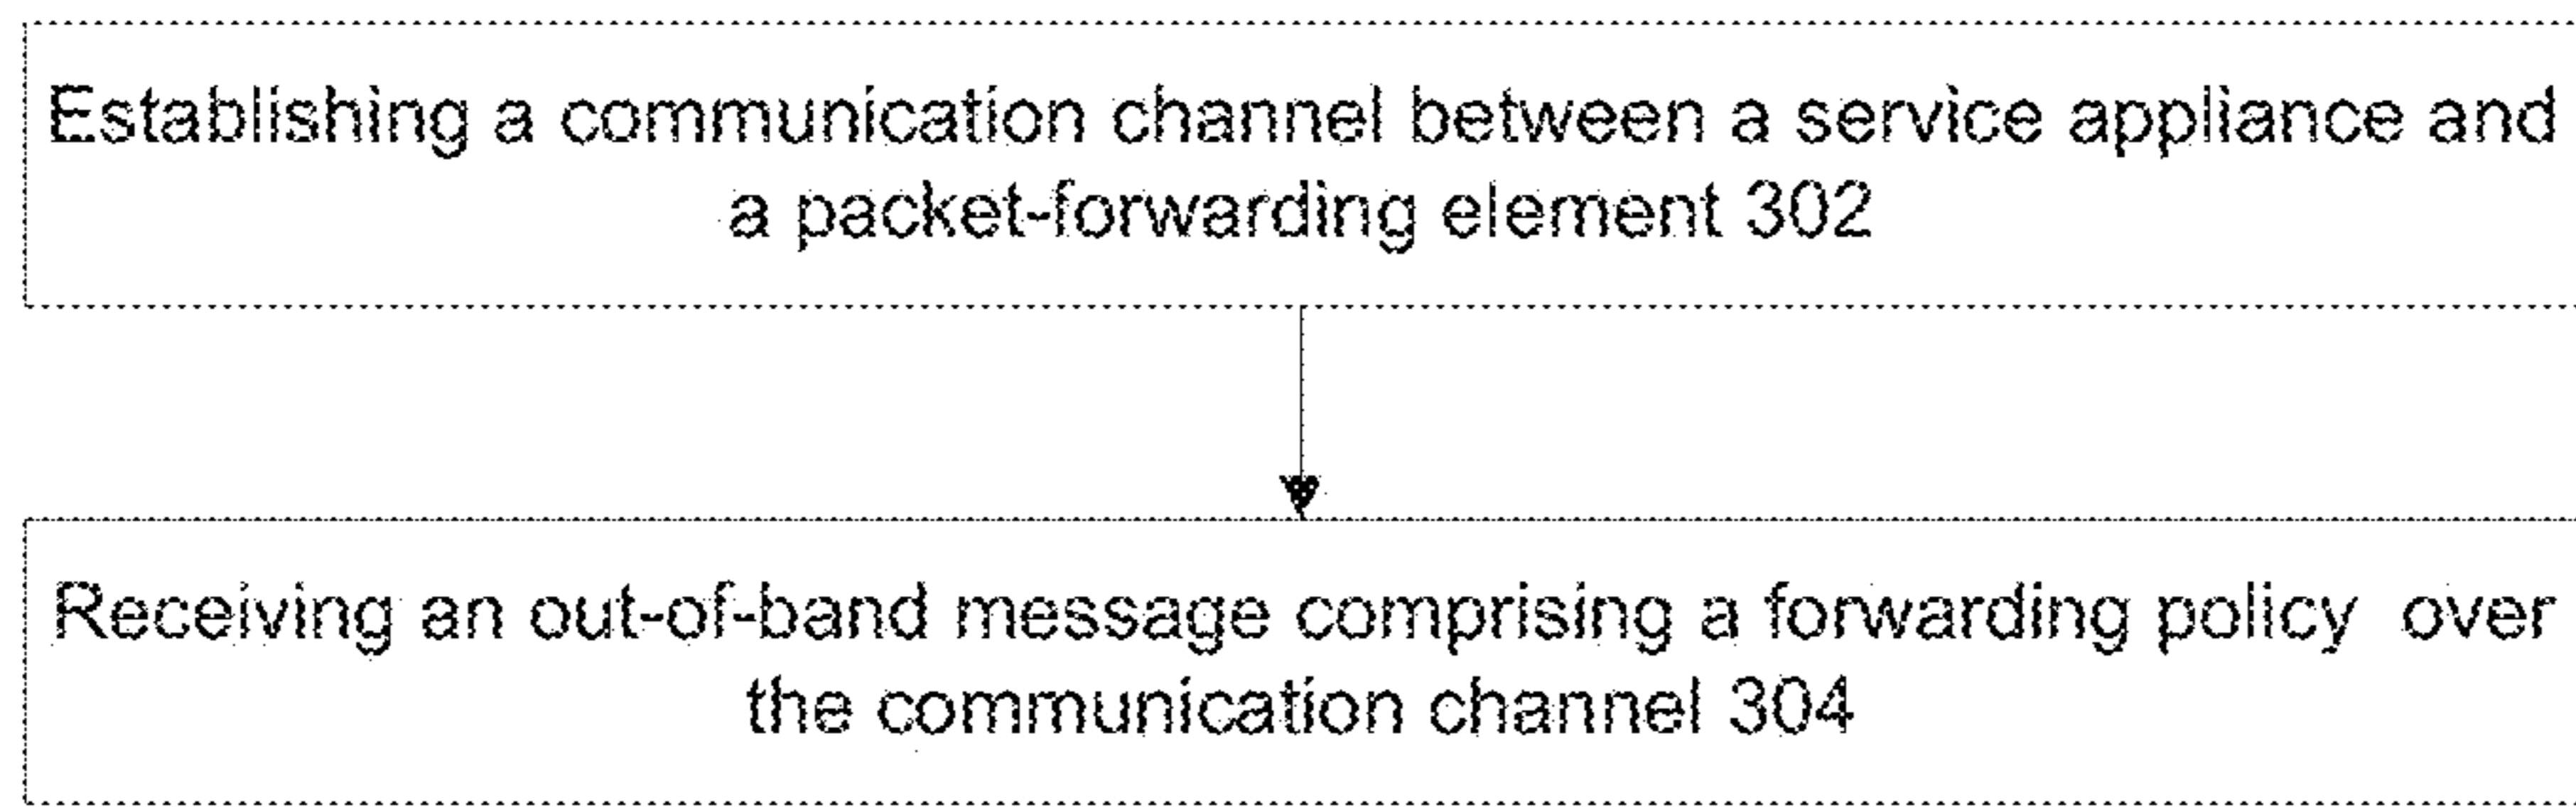 Establishing a communication channel between a service appliance and
a packet-forwarding element 302
Receiving an out-of-band message comprising a forwarding policy over
the communication channel 304